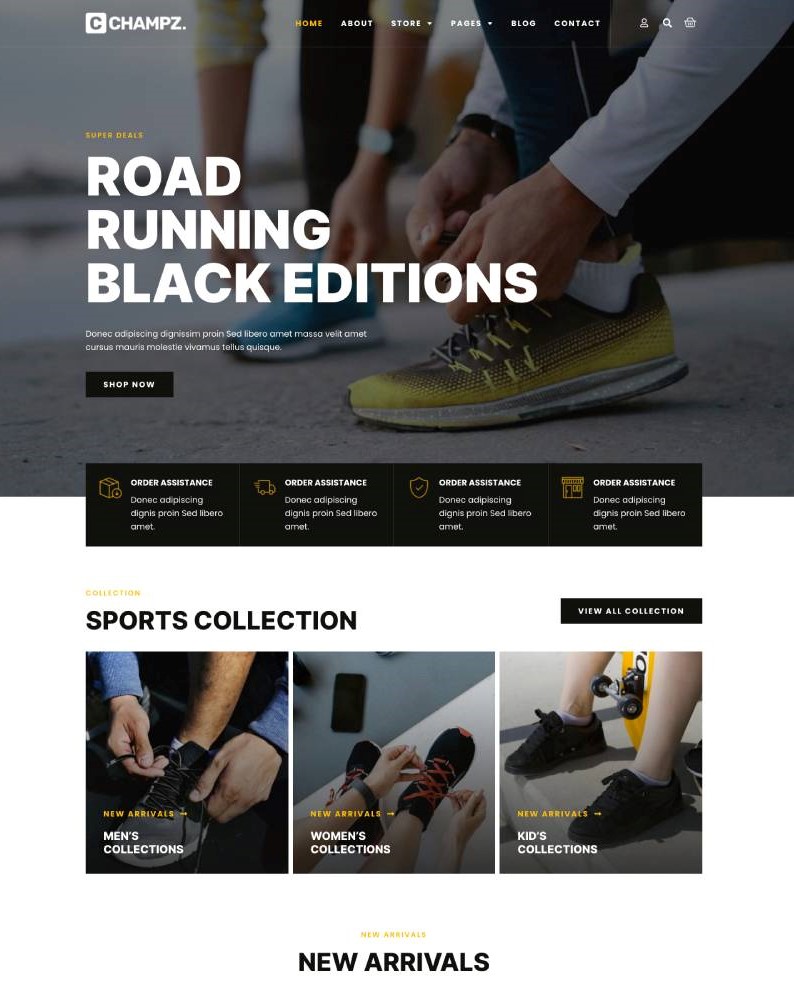 C CHAMPZ.
HOME ABOUT STORE PAGES BLOG CONTACT
SUPER DEALS
ROAD
RUNNING
BLACK EDITIONS
Donec adipiscing dignissim proin Sed libero amet massa velit amet
cursus mauris molestie vivamus tellus quisque.
SHOP NOW
ORDER ASSISTANCE
Donec adipiscing
dignis proin Sed libero
amet.
ORDER ASSISTANCE
Donec adipiscing
dignis proin Sed libero
amet.
ORDER ASSISTANCE
Donec adipiscing
dignis proin Sed libero
amet.
ORDER ASSISTANCE
Donec adipiscing
dignis proin Sed libero
amet.
COLLECTION
SPORTS COLLECTION
VIEW ALL COLLECTION
NEW ARRIVALS →
MEN'S
COLLECTIONS
NEW ARRIVALS →
WOMEN'S
COLLECTIONS
NEW ARRIVALS →
KID'S
COLLECTIONS
NEW ARRIVALS
NEW ARRIVALS